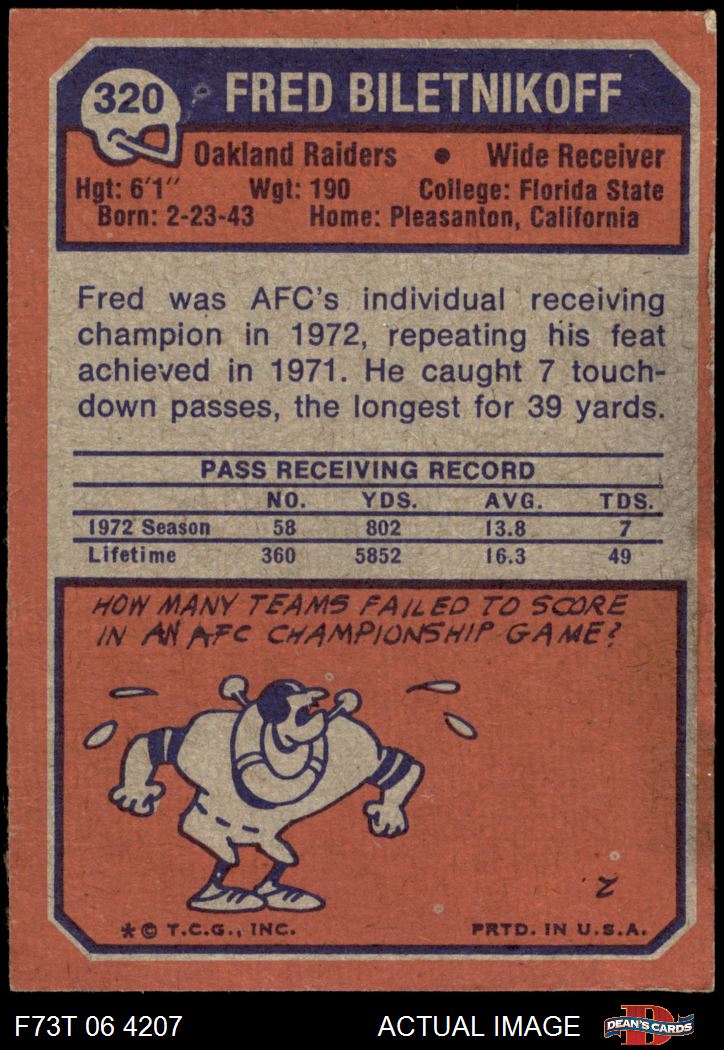 320 FRED BILETNIKOFF
Oakland Raiders • Wide Receiver
Hgt: 6'1" Wgt: 190 College: Florida State
Born: 2-23-43 Home: Pleasanton, California
Fred was AFC's individual receiving
champion in 1972, repeating his feat
achieved in 1971. He caught 7 touch-
down passes, the longest for 39 yards.
PASS RECEIVING RECORD
NO. YDS. AVG. TDS.
1972 Season 58 802 13.8 7
Lifetime 360 5852 16.3 49
HOW MANY TEAMS FAILED TO SCORE
IN AN AFC CHAMPIONSHIP GAME?
2
*© T.C.G., INC. PRTD. IN U.S.A.
F73T 06 4207 ACTUAL IMAGE D DEAN'S CARDS